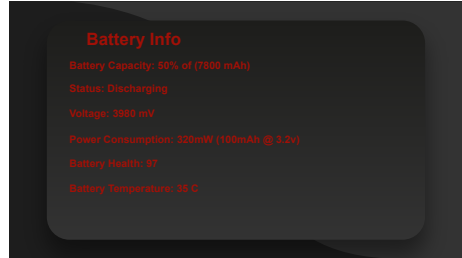 Battery Info
Battery Capacity: 50% of (7800 mAh)
Status: Discharging
Voltage: 3980 mV
Power Consumption: 320mW (100mAh @ 3.2v)
Battery Health: 97
Battery Temperature: 35 C